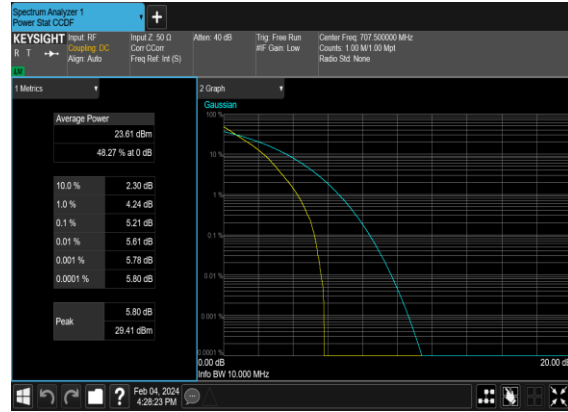 Spectrum Analyzer 1
Power Stat CCDF
+
KEYSIGHT
R T
LXI
Input: RF
Coupling: DC
Align: Auto
Input Z: 50 Ω
Corr CCorr
Freq Ref: Int (S)
Atten: 40 dB
Trig: Free Run
#IF Gain: Low
Center Freq: 707.500000 MHz
Counts: 1.00 M/1.00 Mpt
Radio Std: None
1 Metrics
Average Power
23.61 dBm
48.27 % at 0 dB
10.0 % 2.30 dB
1.0 % 4.24 dB
0.1 % 5.21 dB
0.01 % 5.61 dB
0.001 % 5.78 dB
0.0001 % 5.80 dB
Peak
5.80 dB
29.41 dBm
2 Graph
Gaussian
100 %
10 %
1 %
0.1 %
0.01 %
0.001 %
0.0001 %
0.00 dB
20.00 dB
Info BW 10.000 MHz
?
Feb 04, 2024
4:28:23 PM